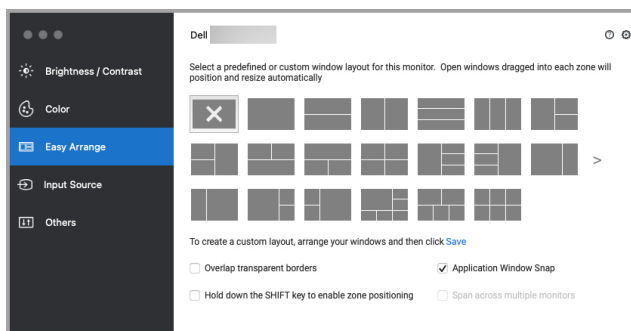 Dell
Brightness / Contrast
Color
Easy Arrange
Input Source
Others
Select a predefined or custom window layout for this monitor. Open windows dragged into each zone will
position and resize automatically
To create a custom layout, arrange your windows and then click Save
Overlap transparent borders
Application Window Snap
Hold down the SHIFT key to enable zone positioning
Span across multiple monitors